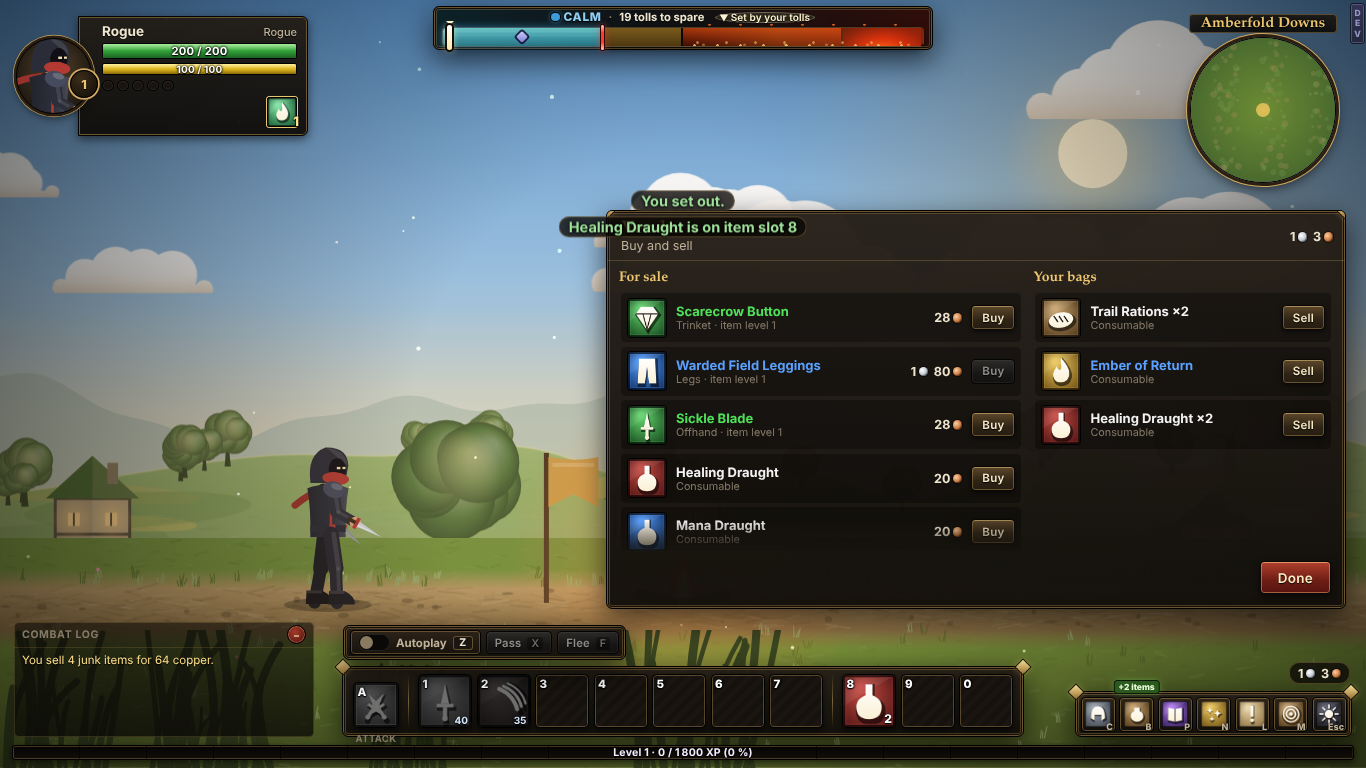 Rogue
Rogue
200 / 200
100 / 100
1
1
CALM · 19 tolls to spare ▼ Set by your tolls
Amberfold Downs
DEV
You set out.
Healing Draught is on item slot 8
Buy and sell
1 3
For sale
Scarecrow Button
Trinket · item level 1
28 Buy
Warded Field Leggings
Legs · item level 1
1 80 Buy
Sickle Blade
Offhand · item level 1
28 Buy
Healing Draught
Consumable
20 Buy
Mana Draught
Consumable
20 Buy
Your bags
Trail Rations ×2
Consumable
Sell
Ember of Return
Consumable
Sell
Healing Draught ×2
Consumable
Sell
Done
COMBAT LOG
You sell 4 junk items for 64 copper.
Autoplay Z Pass X Flee F
A 1 2 3 4 5 6 7 8 9 0
40 35 2
ATTACK
1 3
+2 items
C B P N L M Esc
Level 1 · 0 / 1800 XP (0 %)